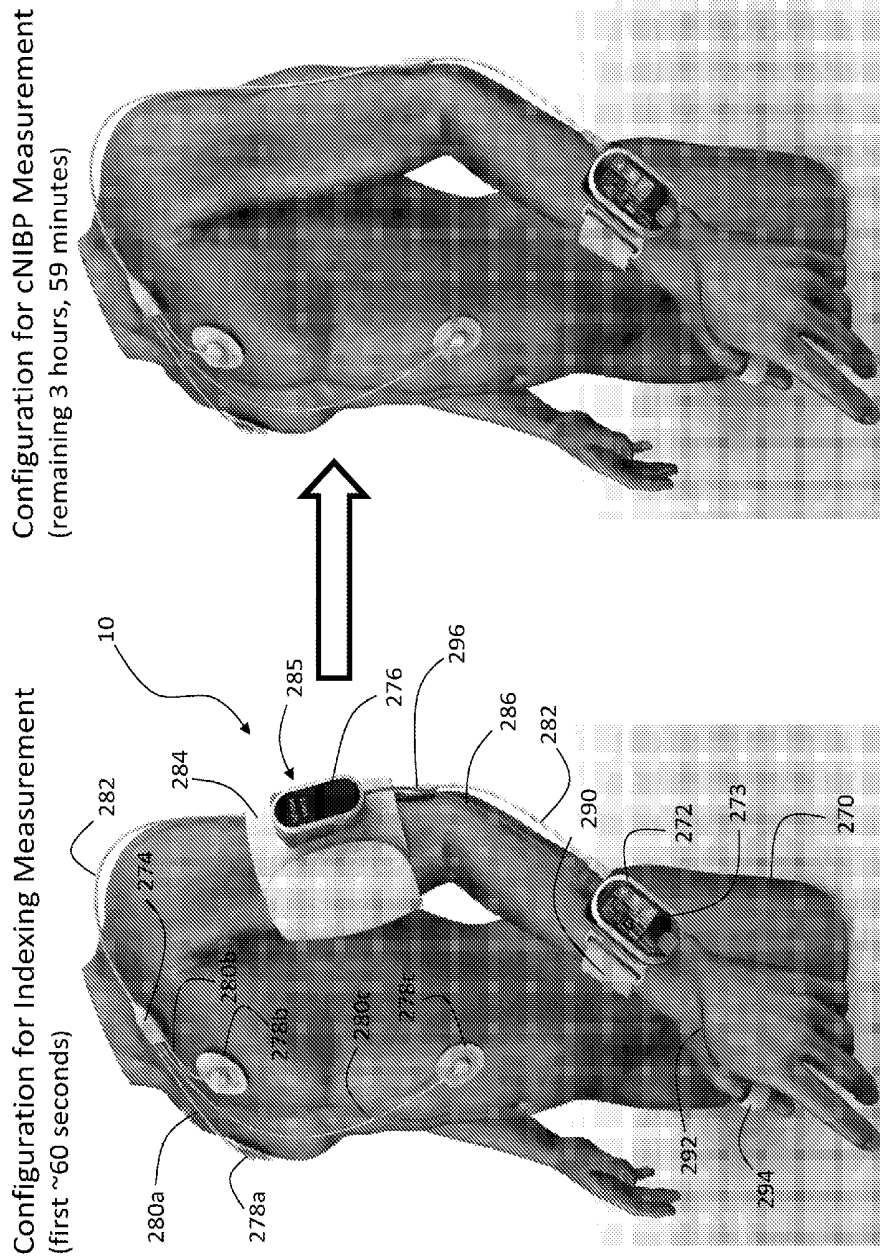 Configuration for Indexing Measurement
(first ~60 seconds)
282
10
274
284
285
276
280b
280a
278a
278b
280c
278c
296
286
282
290
272
273
270
292
294
Configuration for cNIBP Measurement
(remaining 3 hours, 59 minutes)